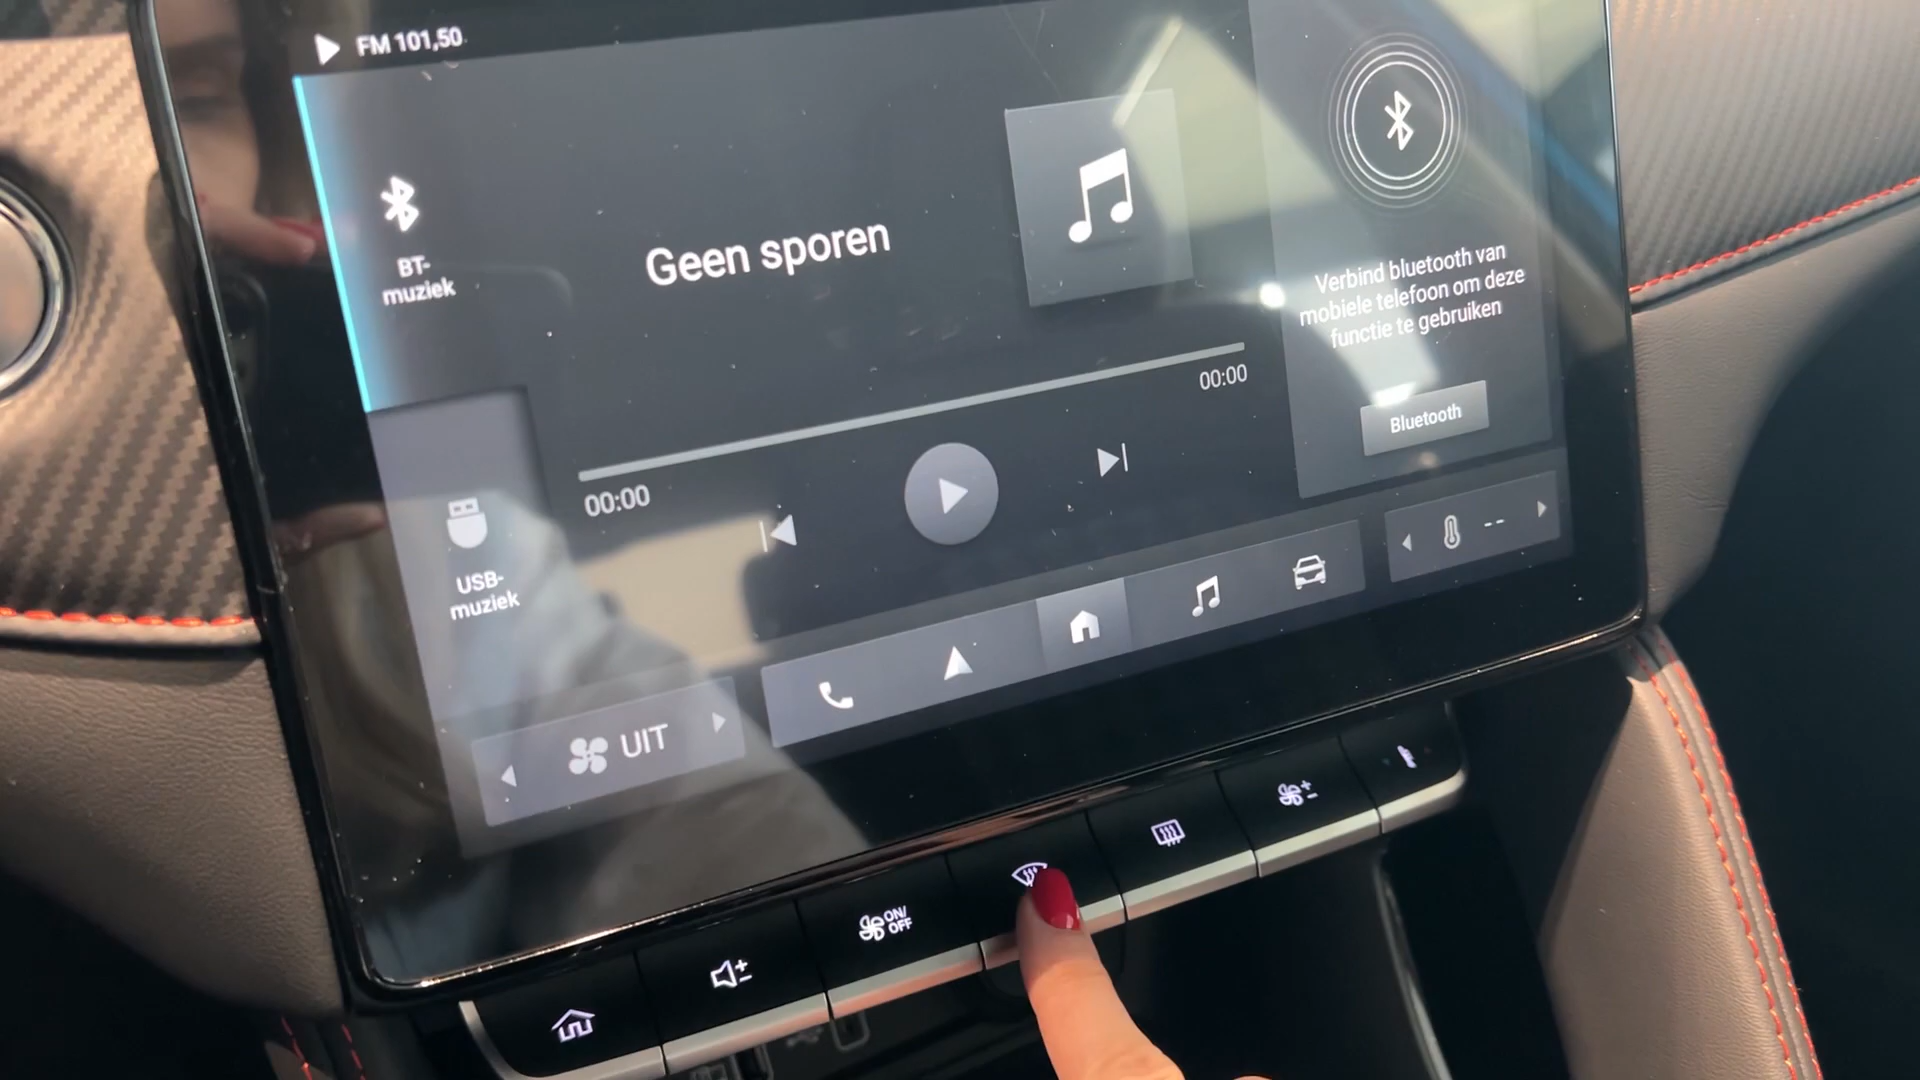 FM 101,50
BT-
muziek
Geen sporen
00:00
00:00
USB-
muziek
Verbind bluetooth van
mobiele telefoon om deze
functie te gebruiken
Bluetooth
--
UIT
ON/
OFF